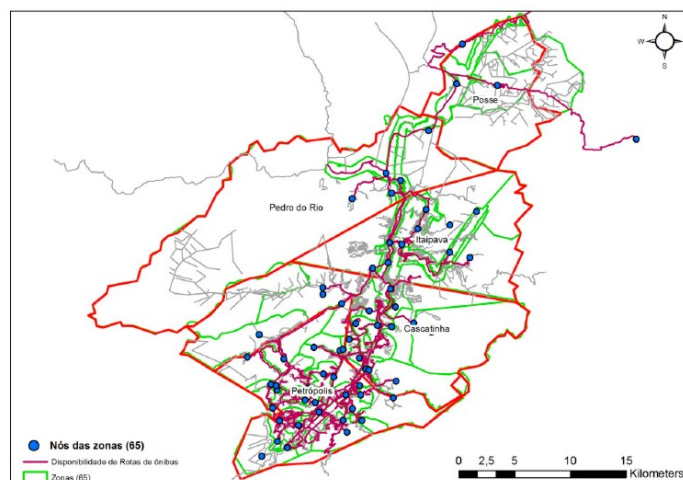 N
W E
S
Posse
Pedro do Rio
Itaipava
Cascatinha
Petrópolis
Nós das zonas (65)
Disponibilidade de Rotas de ônibus
Zonas (65)
0 2,5 5 10 15
Kilometers